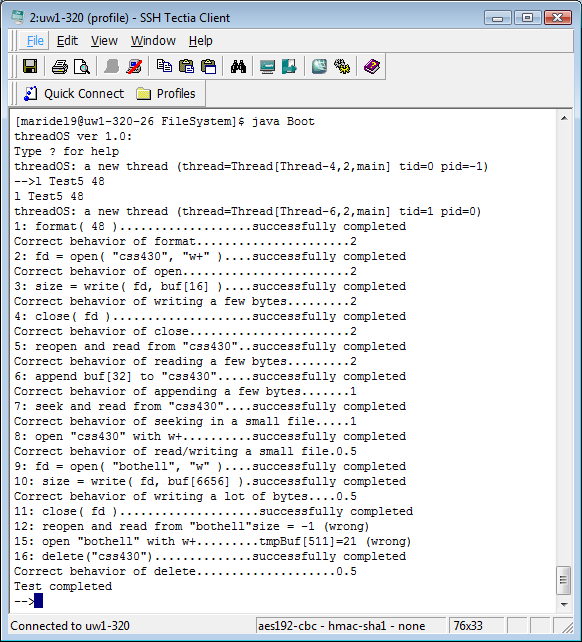 2:uw1-320 (profile) - SSH Tectia Client
File Edit View Window Help
Quick Connect Profiles
[maridel9@uw1-320-26 FileSystem]$ java Boot
threadOS ver 1.0:
Type ? for help
threadOS: a new thread (thread=Thread[Thread-4,2,main] tid=0 pid=-1)
-->l Test5 48
l Test5 48
threadOS: a new thread (thread=Thread[Thread-6,2,main] tid=1 pid=0)
1: format( 48 )...................successfully completed
Correct behavior of format......................2
2: fd = open( "css430", "w+" )....successfully completed
Correct behavior of open........................2
3: size = write( fd, buf[16] )....successfully completed
Correct behavior of writing a few bytes.........2
4: close( fd )....................successfully completed
Correct behavior of close.......................2
5: reopen and read from "css430"..successfully completed
Correct behavior of reading a few bytes.........2
6: append buf[32] to "css430".....successfully completed
Correct behavior of appending a few bytes.......1
7: seek and read from "css430"....successfully completed
Correct behavior of seeking in a small file.....1
8: open "css430" with w+..........successfully completed
Correct behavior of read/writing a small file.0.5
9: fd = open( "bothell", "w" )....successfully completed
10: size = write( fd, buf[6656] ).successfully completed
Correct behavior of writing a lot of bytes....0.5
11: close( fd )....................successfully completed
12: reopen and read from "bothell"size = -1 (wrong)
15: open "bothell" with w+.........tmpBuf[511]=21 (wrong)
16: delete("css430")..............successfully completed
Correct behavior of delete....................0.5
Test completed
-->
Connected to uw1-320 aes192-cbc - hmac-sha1 - none 76x33